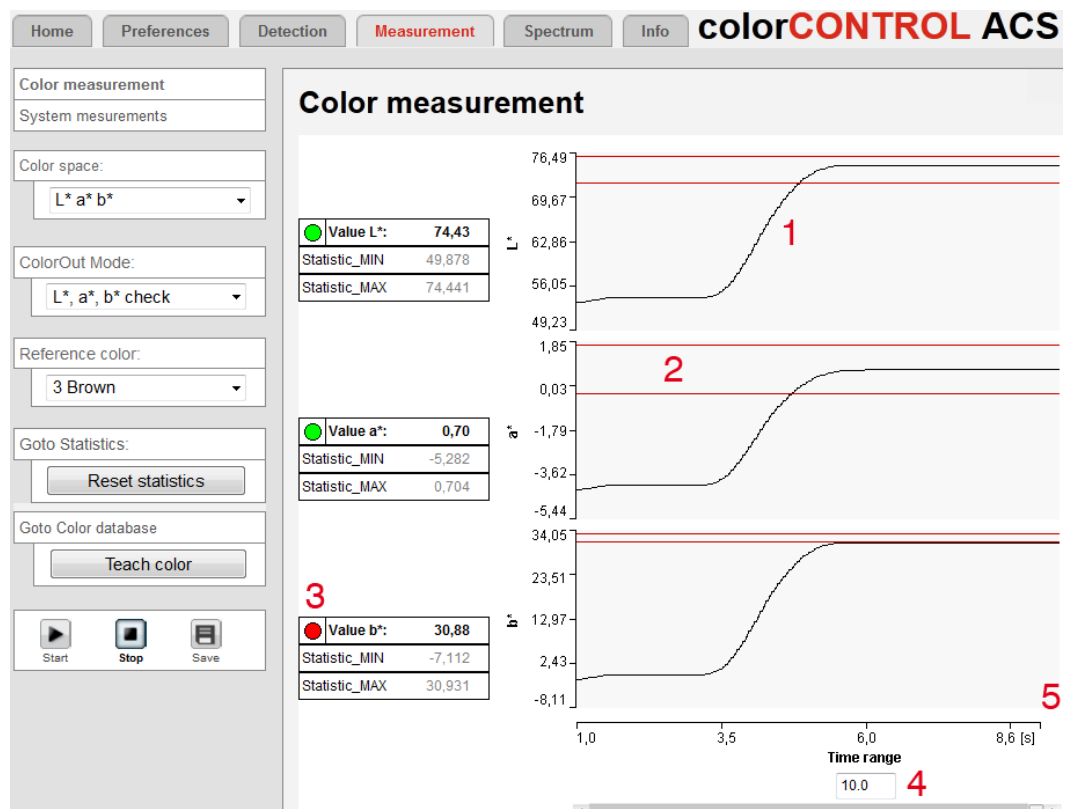 Home Preferences Detection Measurement Spectrum Info colorCONTROL ACS
Color measurement
System mesurements
Color space:
L* a* b*
ColorOut Mode:
L*, a*, b* check
Reference color:
3 Brown
Goto Statistics:
Reset statistics
Goto Color database
Teach color
Start Stop Save
Color measurement
Value L*: 74,43
Statistic_MIN 49,878
Statistic_MAX 74,441
L*
76,49
69,67
62,86
56,05
49,23
1
Value a*: 0,70
Statistic_MIN -5,282
Statistic_MAX 0,704
a*
1,85
0,03
-1,79
-3,62
-5,44
2
3
Value b*: 30,88
Statistic_MIN -7,112
Statistic_MAX 30,931
b*
34,05
23,51
12,97
2,43
-8,11
5
1,0 3,5 6,0 8,6 [s]
Time range
10.0 4